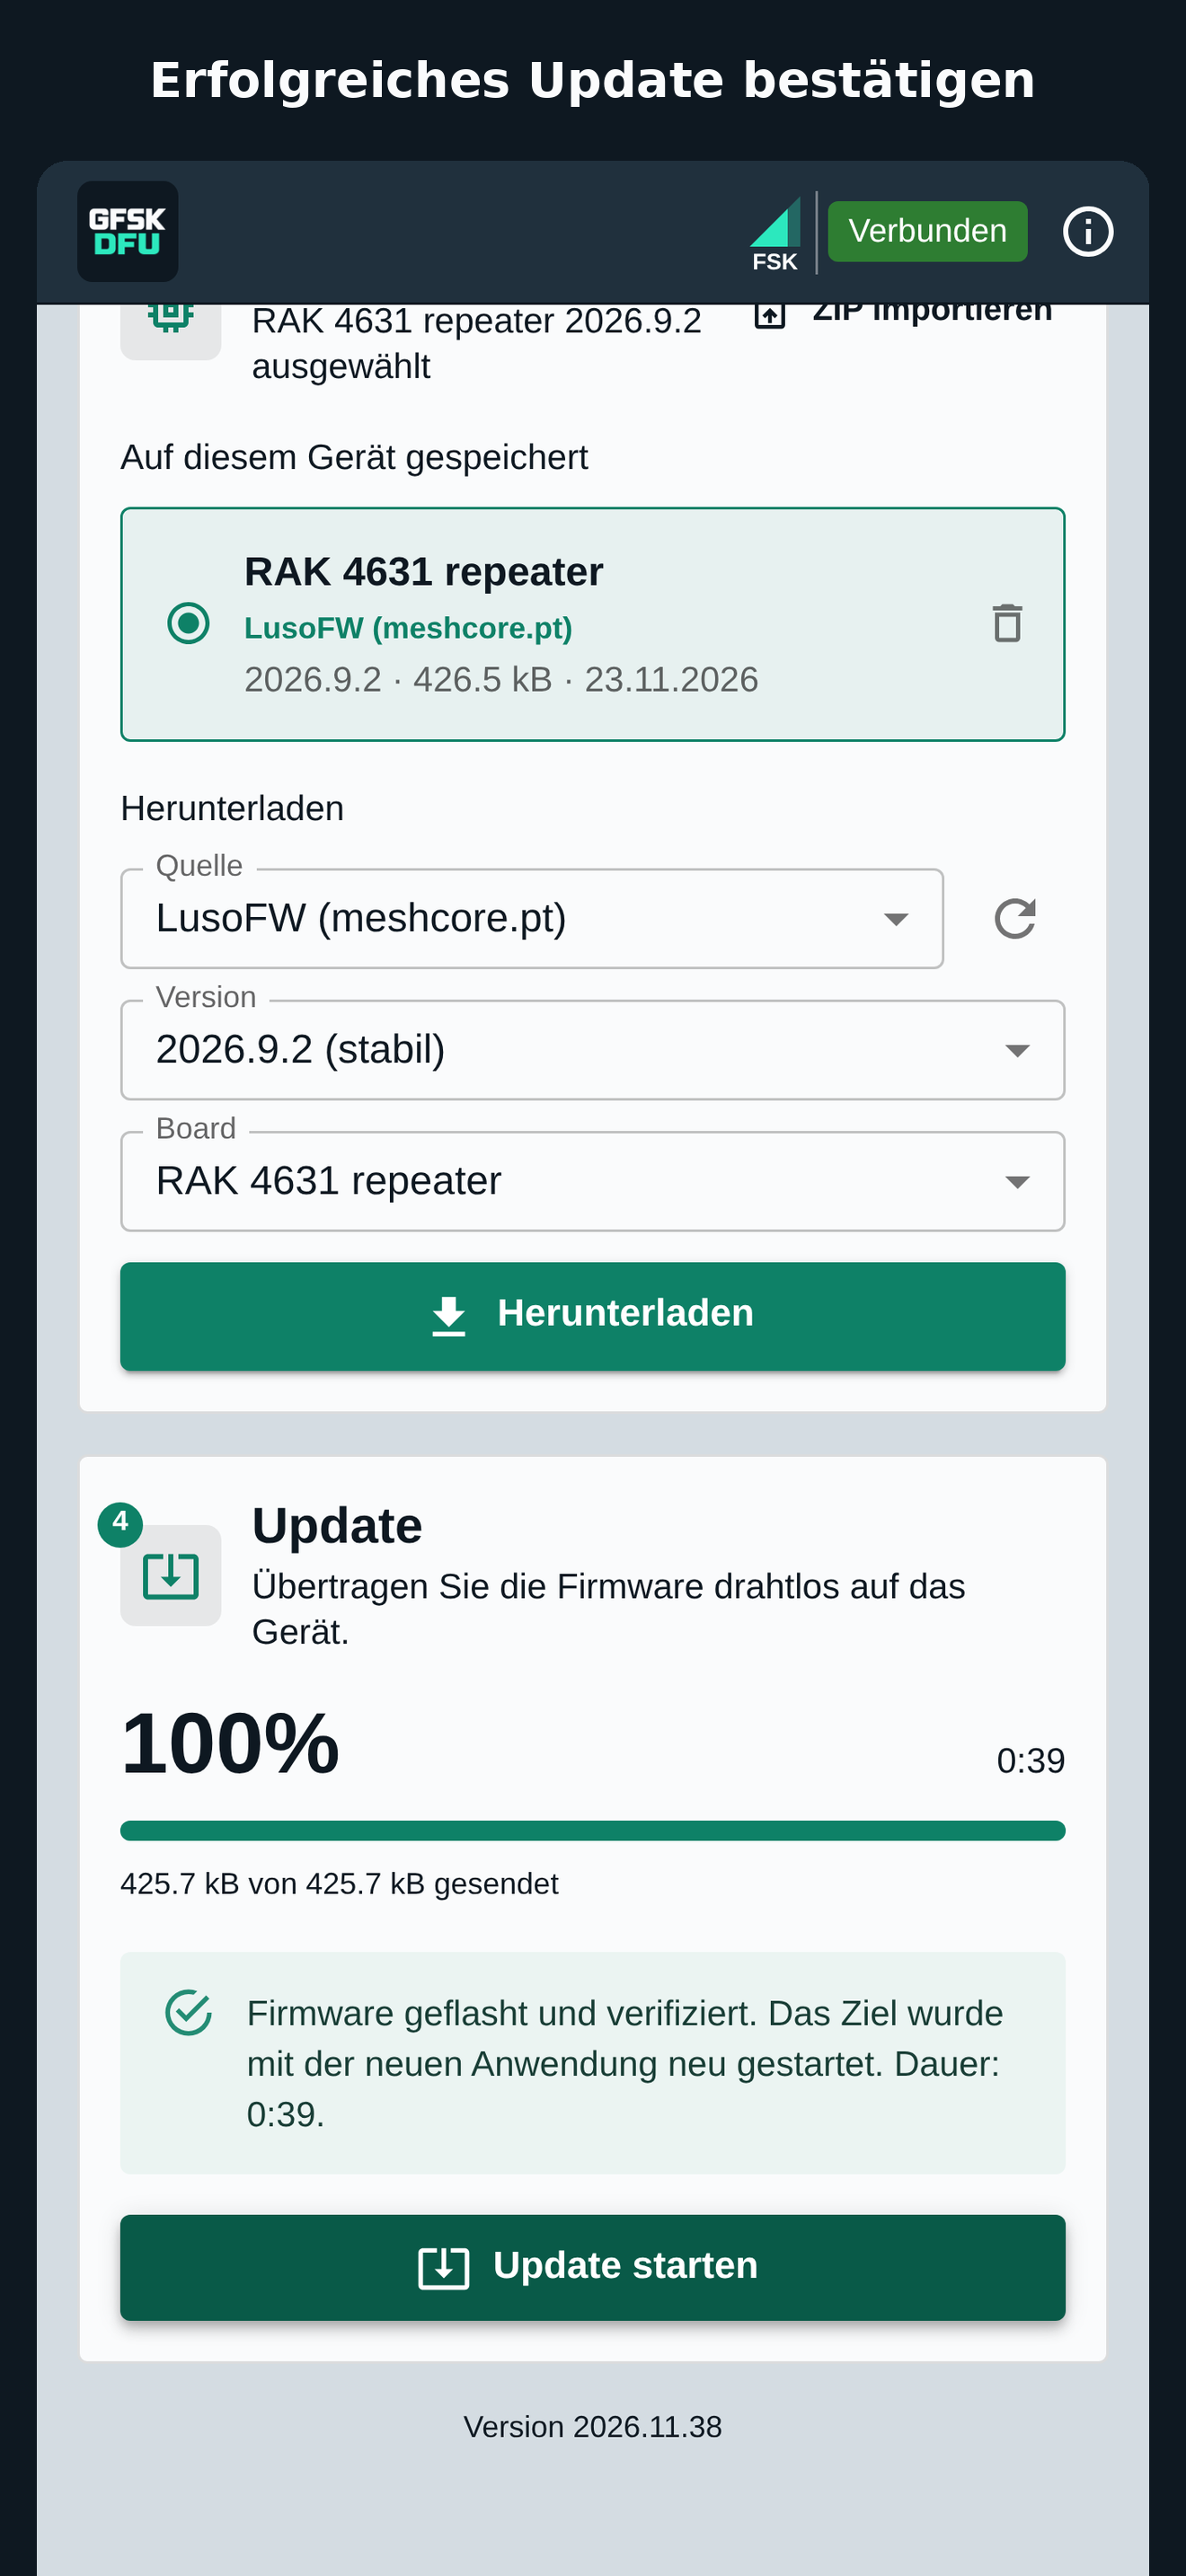 Erfolgreiches Update bestätigen
GFSK
DFU
FSK
Verbunden
RAK 4631 repeater 2026.9.2
ausgewählt
ZIP importieren
Auf diesem Gerät gespeichert
RAK 4631 repeater
LusoFW (meshcore.pt)
2026.9.2 · 426.5 kB · 23.11.2026
Herunterladen
Quelle
LusoFW (meshcore.pt)
Version
2026.9.2 (stabil)
Board
RAK 4631 repeater
Herunterladen
4
Update
Übertragen Sie die Firmware drahtlos auf das
Gerät.
100%
0:39
425.7 kB von 425.7 kB gesendet
Firmware geflasht und verifiziert. Das Ziel wurde
mit der neuen Anwendung neu gestartet. Dauer:
0:39.
Update starten
Version 2026.11.38